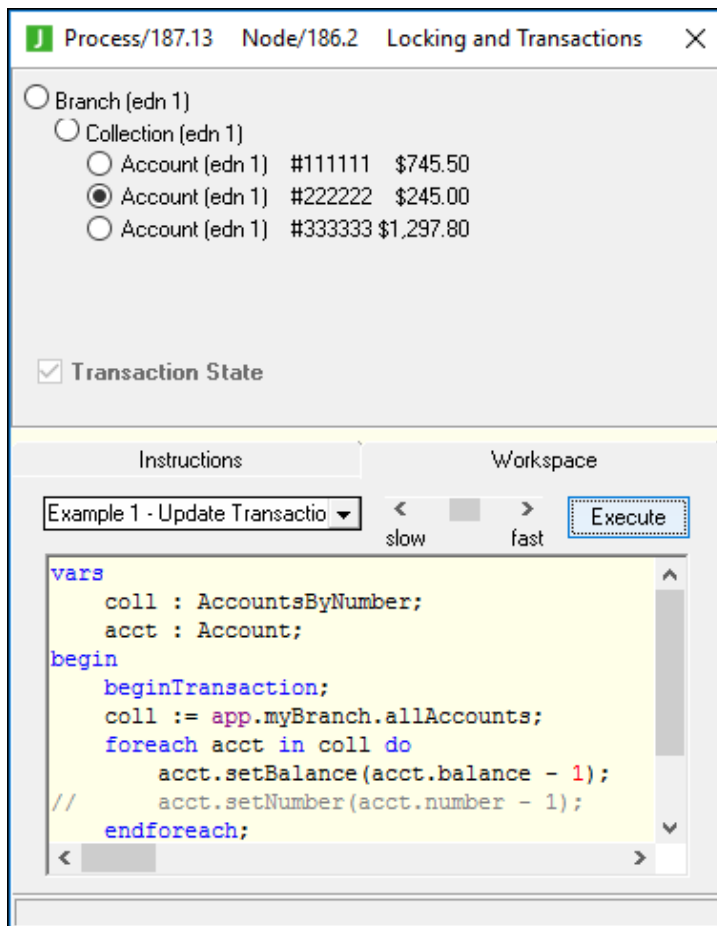 J Process/187.13 Node/186.2 Locking and Transactions
Branch (edn 1)
Collection (edn 1)
Account (edn 1) #111111 $745.50
Account (edn 1) #222222 $245.00
Account (edn 1) #333333 $1,297.80
Transaction State
Instructions Workspace
Example 1 - Update Transactio
slow fast
Execute
vars
coll : AccountsByNumber;
acct : Account;
begin
beginTransaction;
coll := app.myBranch.allAccounts;
foreach acct in coll do
acct.setBalance(acct.balance - 1);
// acct.setNumber(acct.number - 1);
endforeach;